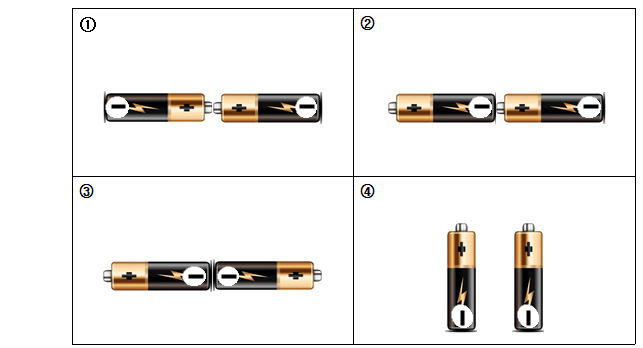 ①
②
− + + −
+ − + −
③
④
+ − − +
+ +
− −